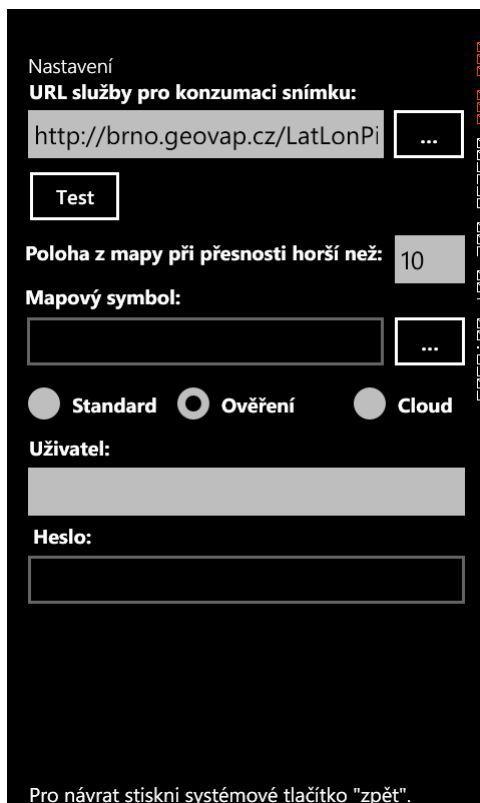 Nastavení
URL služby pro konzumaci snímku:
http://brno.geovap.cz/LatLonPi ...
Test
Poloha z mapy při přesnosti horší než: 10
Mapový symbol:
...
Standard Ověření Cloud
Uživatel:
Heslo:
Pro návrat stiskni systémové tlačítko "zpět".